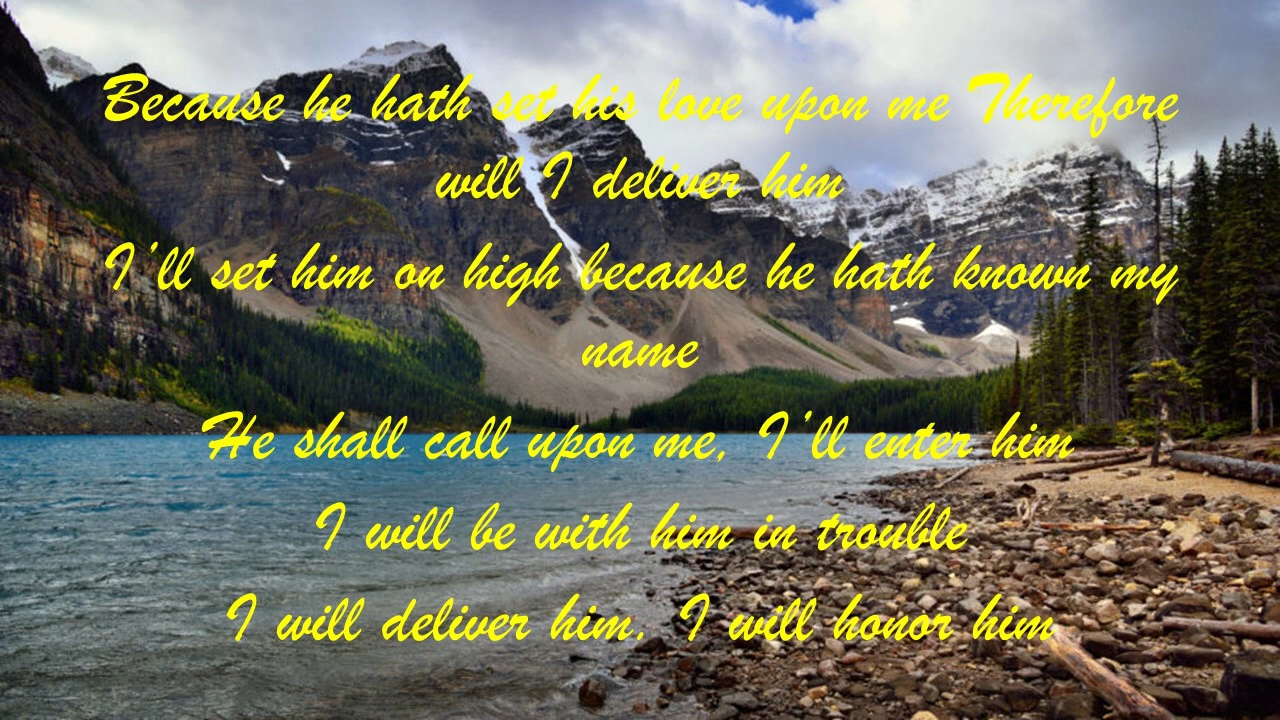 Because he hath set his love upon me Therefore
will I deliver him
I'll set him on high because he hath known my
name
He shall call upon me, I'll enter him
I will be with him in trouble
I will deliver him. I will honor him